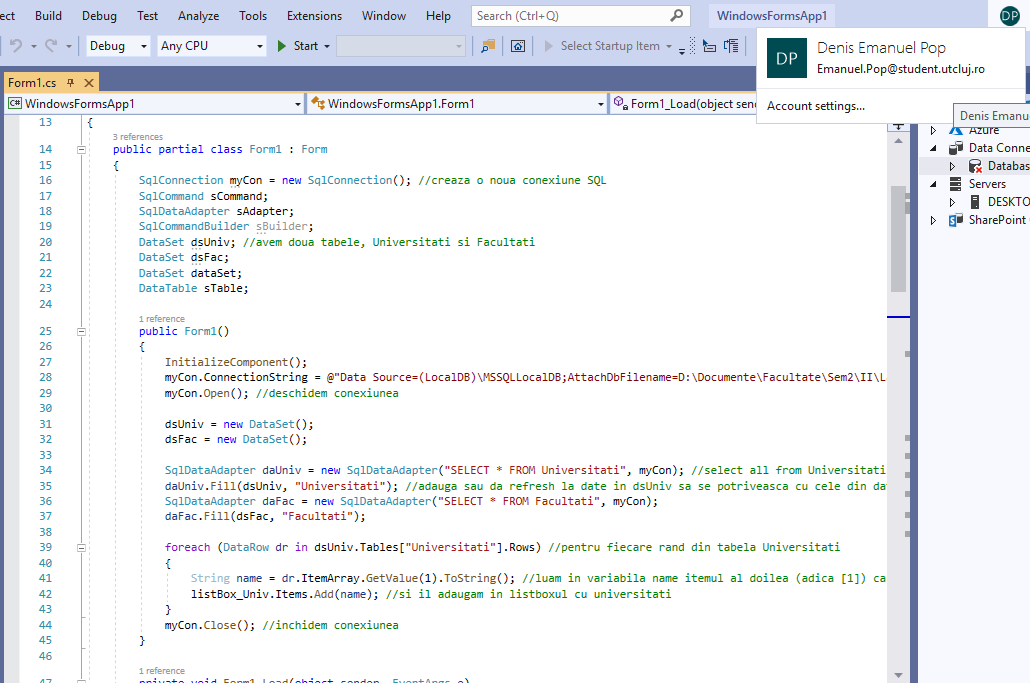 ect Build Debug Test Analyze Tools Extensions Window Help Search (Ctrl+Q) WindowsFormsApp1 DP
Debug Any CPU Start Select Startup Item
DP Denis Emanuel Pop
Emanuel.Pop@student.utcluj.ro
Account settings...
Denis Emanu
Form1.cs
C# WindowsFormsApp1 WindowsFormsApp1.Form1 Form1_Load(object sen
Azure
Data Conne
Databas
Servers
DESKTO
SharePoint
13 {
3 references
14 public partial class Form1 : Form
15 {
16 SqlConnection myCon = new SqlConnection(); //creaza o noua conexiune SQL
17 SqlCommand sCommand;
18 SqlDataAdapter sAdapter;
19 SqlCommandBuilder sBuilder;
20 DataSet dsUniv; //avem doua tabele, Universitati si Facultati
21 DataSet dsFac;
22 DataSet dataSet;
23 DataTable sTable;
24
1 reference
25 public Form1()
26 {
27 InitializeComponent();
28 myCon.ConnectionString = @"Data Source=(LocalDB)\MSSQLLocalDB;AttachDbFilename=D:\Documente\Facultate\Sem2\II\L
29 myCon.Open(); //deschidem conexiunea
30
31 dsUniv = new DataSet();
32 dsFac = new DataSet();
33
34 SqlDataAdapter daUniv = new SqlDataAdapter("SELECT * FROM Universitati", myCon); //select all from Universitati
35 daUniv.Fill(dsUniv, "Universitati"); //adauga sau da refresh la date in dsUniv sa se potriveasca cu cele din da
36 SqlDataAdapter daFac = new SqlDataAdapter("SELECT * FROM Facultati", myCon);
37 daFac.Fill(dsFac, "Facultati");
38
39 foreach (DataRow dr in dsUniv.Tables["Universitati"].Rows) //pentru fiecare rand din tabela Universitati
40 {
41 String name = dr.ItemArray.GetValue(1).ToString(); //luam in variabila name itemul al doilea (adica [1]) ca
42 listBox_Univ.Items.Add(name); //si il adaugam in listboxul cu universitati
43 }
44 myCon.Close(); //inchidem conexiunea
45 }
46
1 reference
47 private void Form1_Load(object sender, EventArgs e)